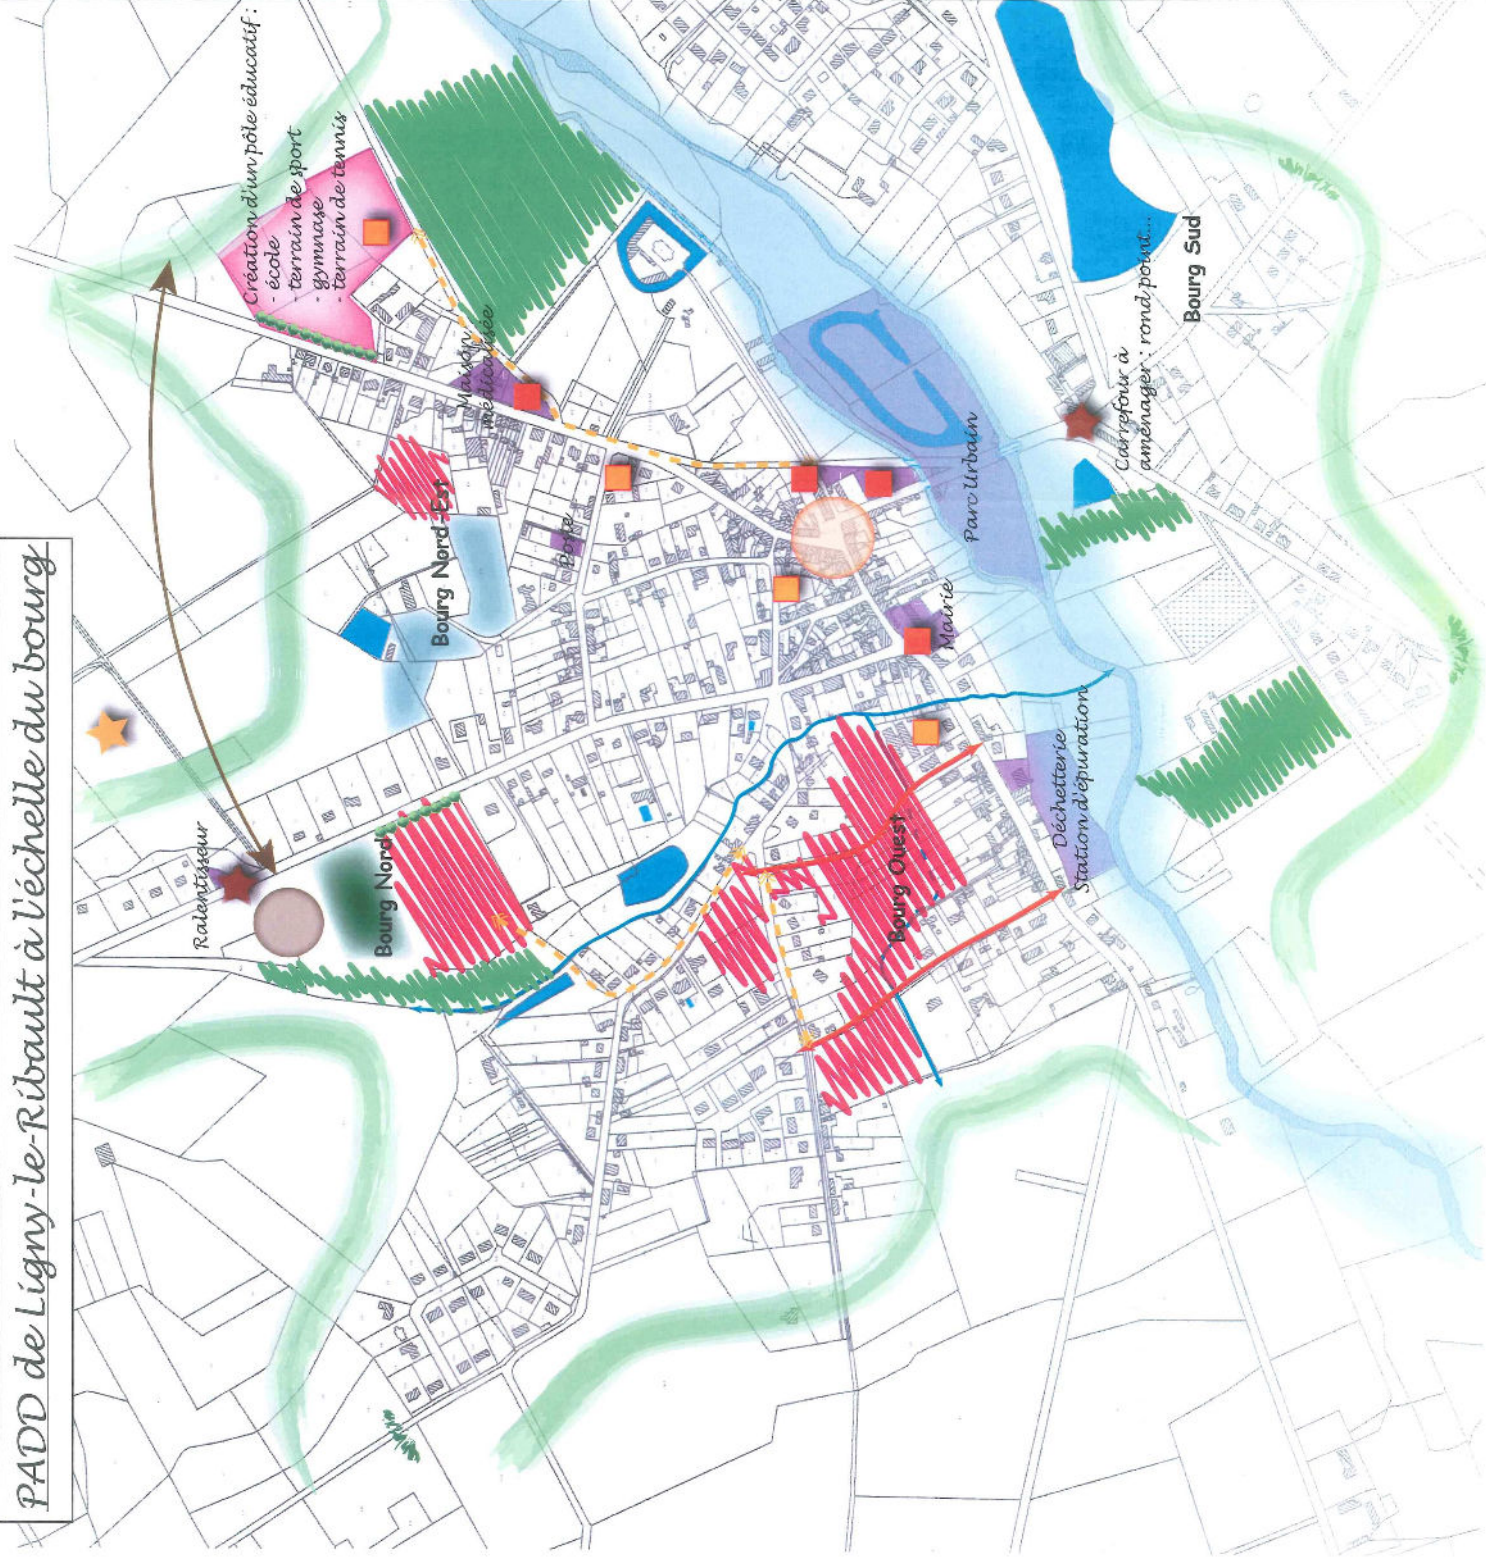 PADD de Ligny-le-Ribault à l'échelle du bourg
Création d'un pôle éducatif :
- école
- terrain de sport
- gymnase
- terrain de tennis
Maison
médicalisée
Ralentisseur
Bourg Nord
Bourg Nord-Est
Poste
Parc Urbain
Mairie
Bourg Ouest
Déchetterie
Station d'épuration
Carrefour à
aménager : rond point...
Bourg Sud